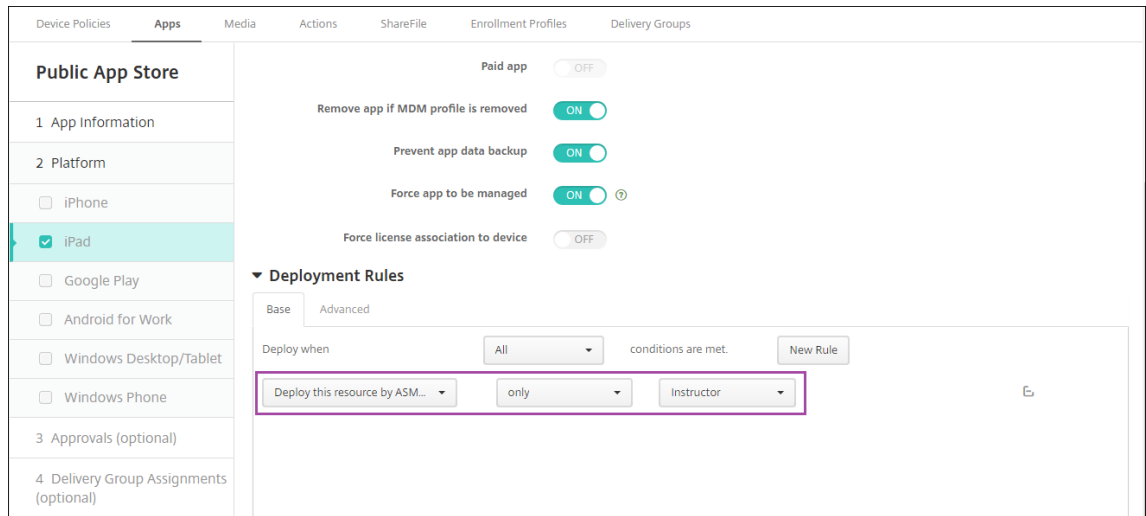 Device Policies Apps Media Actions ShareFile Enrollment Profiles Delivery Groups
Public App Store
1 App Information
2 Platform
iPhone
iPad
Google Play
Android for Work
Windows Desktop/Tablet
Windows Phone
3 Approvals (optional)
4 Delivery Group Assignments
(optional)
Paid app OFF
Remove app if MDM profile is removed ON
Prevent app data backup ON
Force app to be managed ON ?
Force license association to device OFF
Deployment Rules
Base Advanced
Deploy when All conditions are met. New Rule
Deploy this resource by ASM... only Instructor